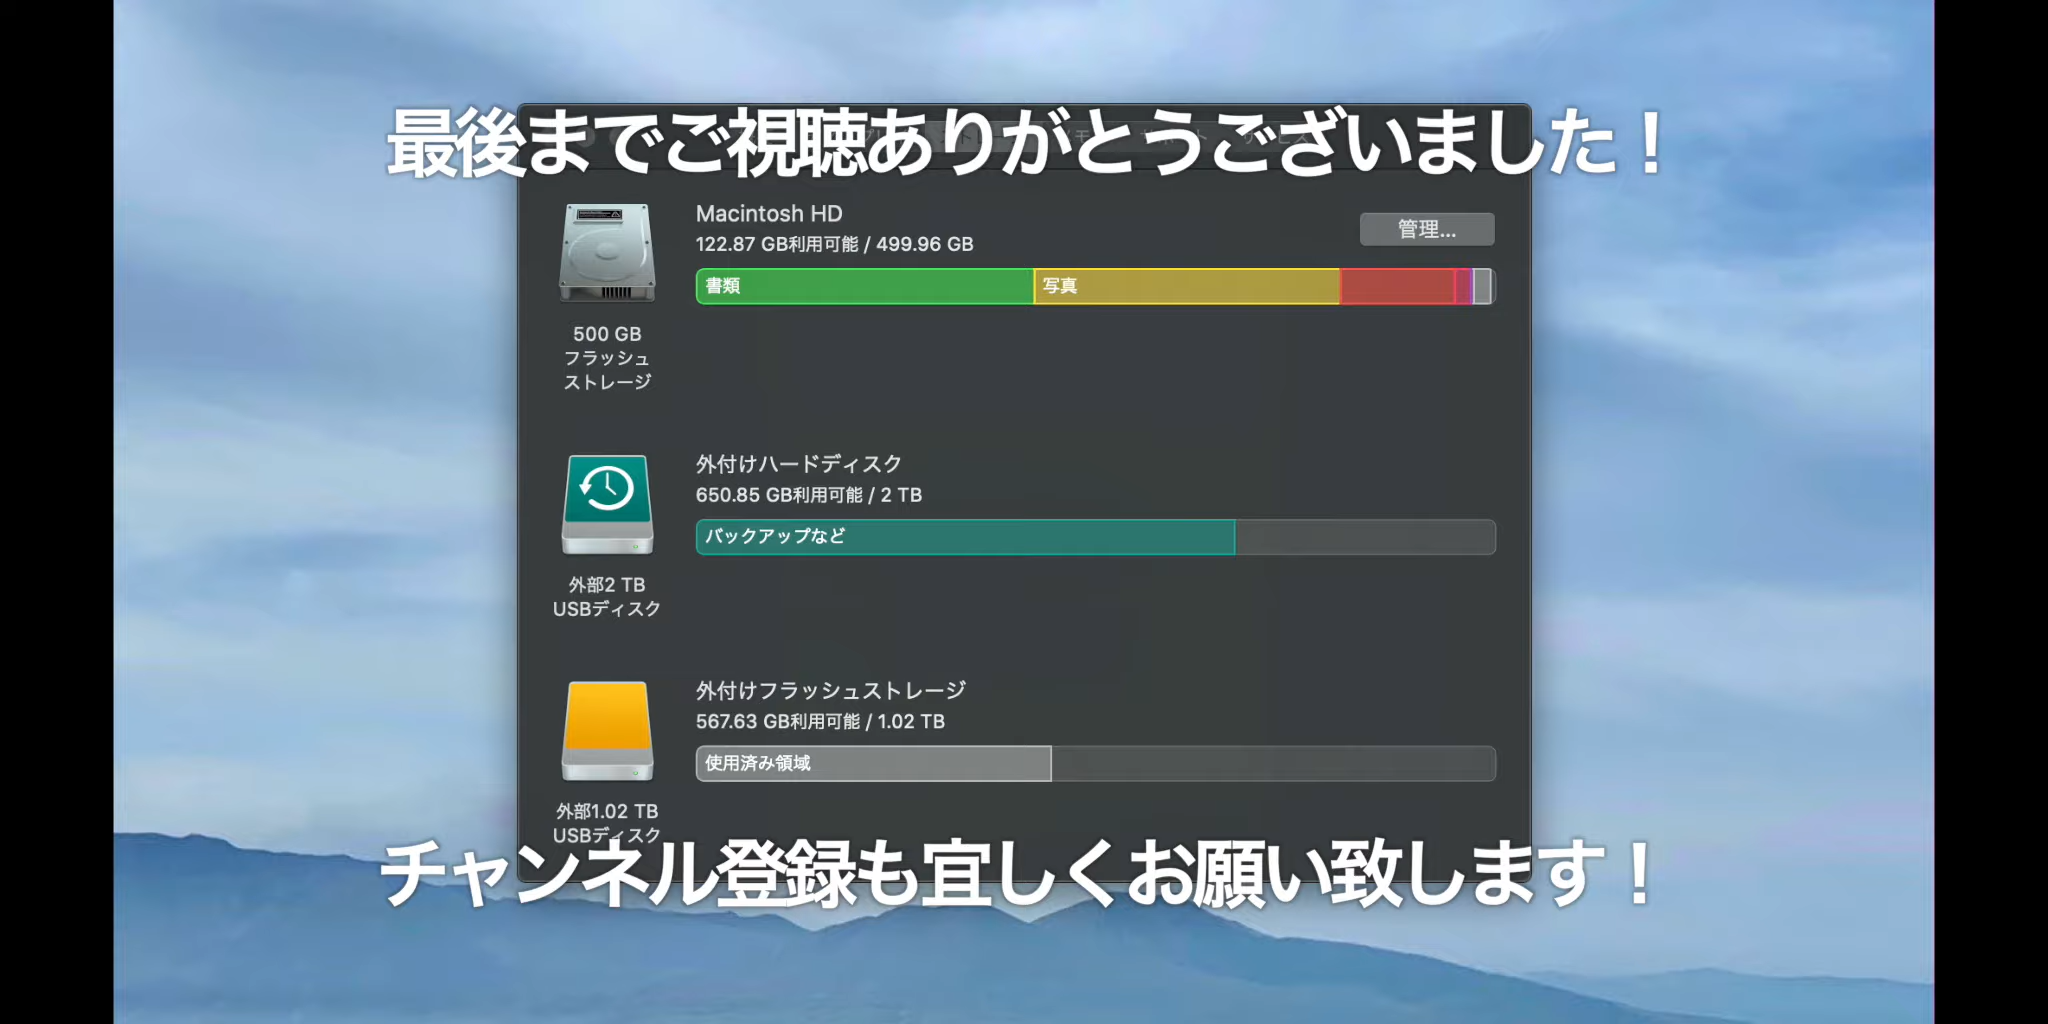 最後までご視聴ありがとうございました！
Macintosh HD
122.87 GB利用可能 / 499.96 GB
管理...
書類
写真
500 GB
フラッシュ
ストレージ
外付けハードディスク
650.85 GB利用可能 / 2 TB
バックアップなど
外部2 TB
USBディスク
外付けフラッシュストレージ
567.63 GB利用可能 / 1.02 TB
使用済み領域
外部1.02 TB
USBディスク
チャンネル登録も宜しくお願い致します！